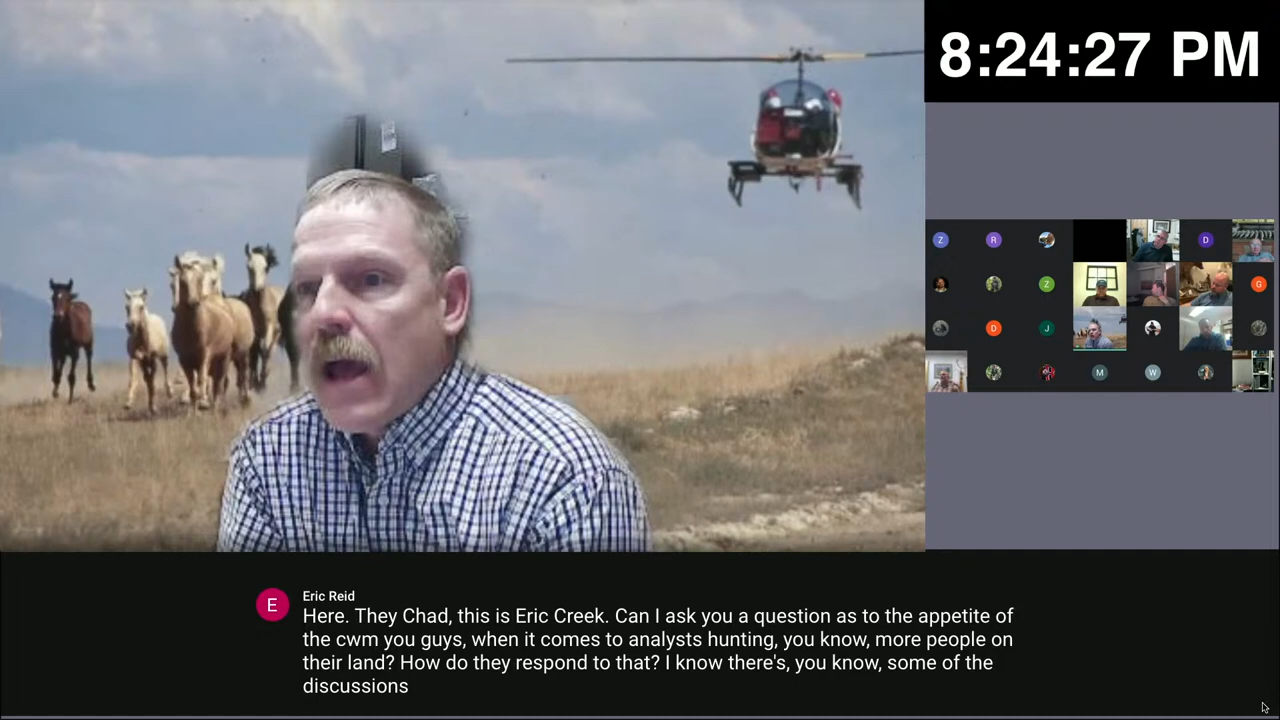 8:24:27 PM
Z
R
D
Z
G
D
J
M
W
E
Eric Reid
Here. They Chad, this is Eric Creek. Can I ask you a question as to the appetite of
the cwm you guys, when it comes to analysts hunting, you know, more people on
their land? How do they respond to that? I know there's, you know, some of the
discussions